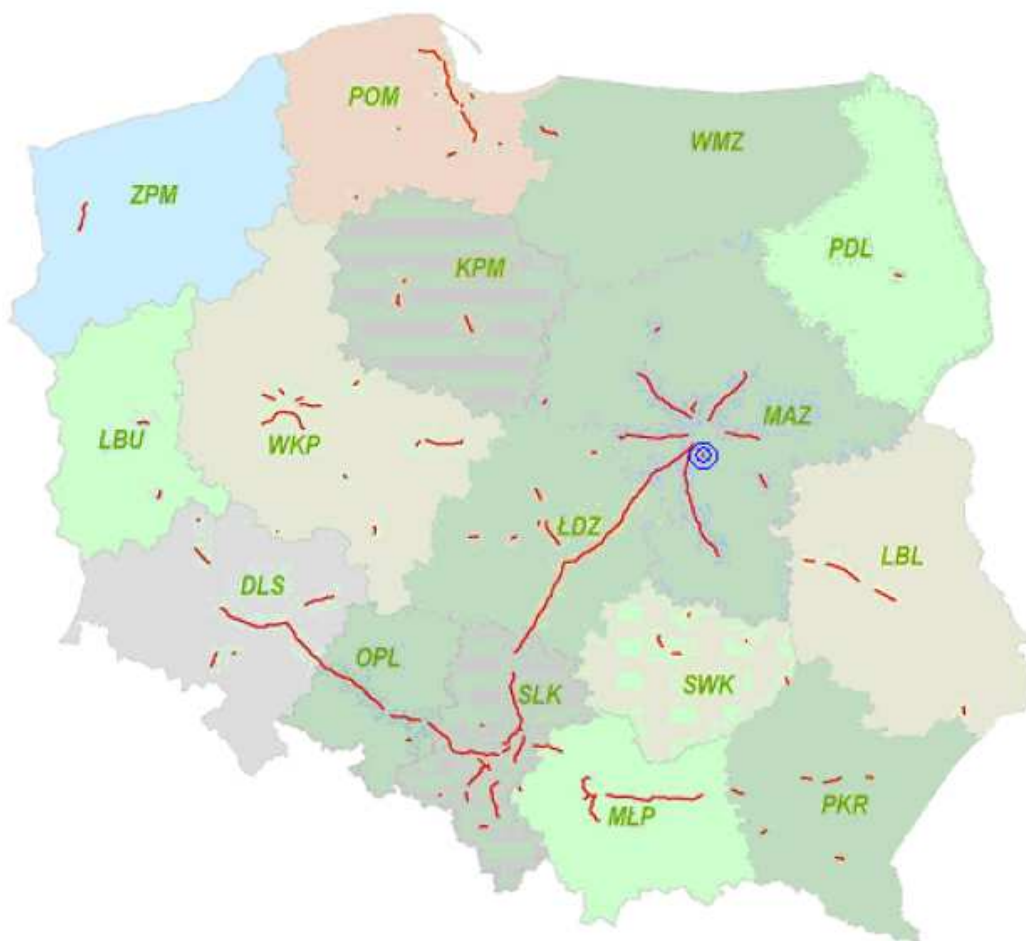 POM
WMZ
ZPM
PDL
KPM
MAZ
LBU
WKP
ŁDZ
LBL
DLS
OPL
SLK
SWK
MŁP
PKR